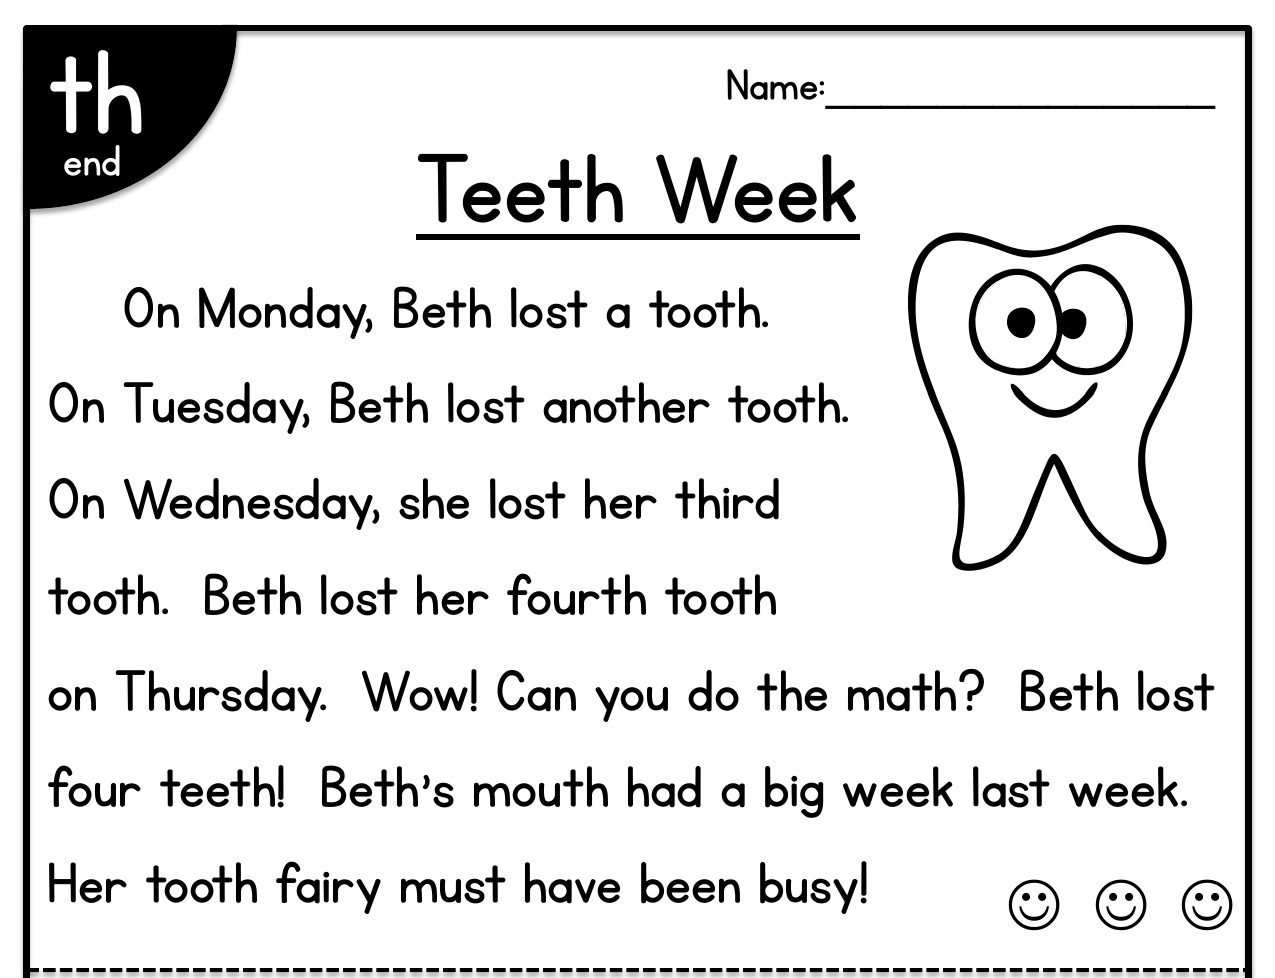 th
end
Name:
Teeth Week
On Monday, Beth lost a tooth.
On Tuesday, Beth lost another tooth.
On Wednesday, she lost her third
tooth. Beth lost her fourth tooth
on Thursday. Wow! Can you do the math? Beth lost
four teeth! Beth's mouth had a big week last week.
Her tooth fairy must have been busy!